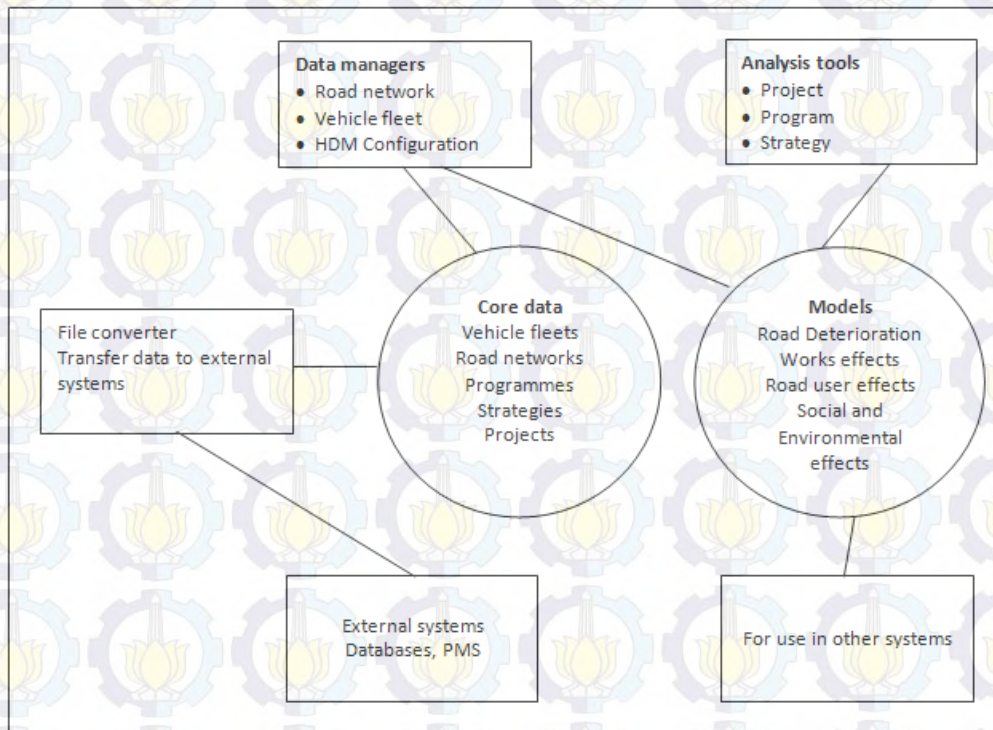 Data managers
• Road network
• Vehicle fleet
• HDM Configuration
Analysis tools
• Project
• Program
• Strategy
File converter
Transfer data to external
systems
Core data
Vehicle fleets
Road networks
Programmes
Strategies
Projects
Models
Road Deterioration
Works effects
Road user effects
Social and
Environmental
effects
External systems
Databases, PMS
For use in other systems